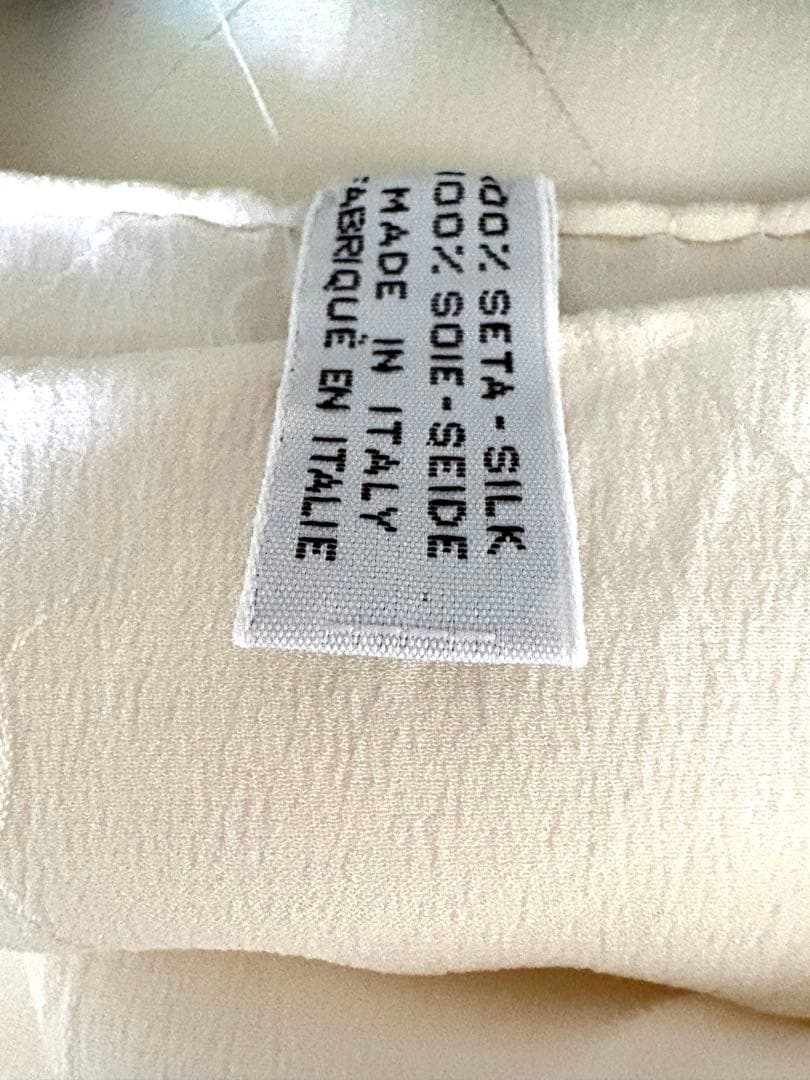 100% SETA - SILK
100% SOIE - SEIDE
MADE IN ITALY
FABRIQUÉ EN ITALIE